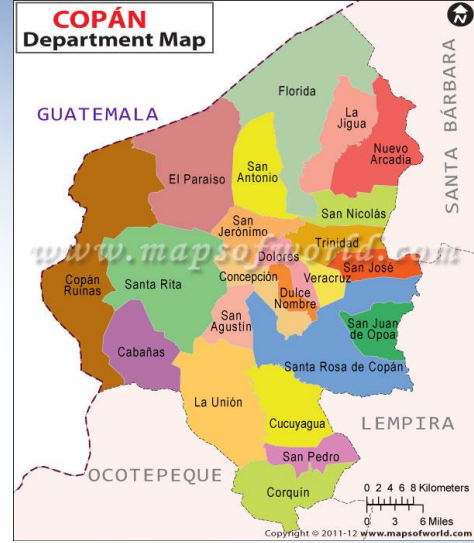 COPÁN
Department Map
N
GUATEMALA
SANTA BÁRBARA
Florida
La
Jigua
Nuevo
Arcadia
El Paraiso
San
Antonio
San Nicolás
San
Jerónimo
Trinidad
www.mapsofworld.com
Dolores
San José
Copán
Ruinas
Santa Rita
Concepción
Veracruz
Dulce
Nombre
San
Agustín
San Juan
de Opoa
Cabañas
Santa Rosa de Copán
La Unión
Cucuyagua
LEMPIRA
San Pedro
OCOTEPEQUE
Corquín
0 2 4 6 8 Kilometers
0 3 6 Miles
Copyright © 2011-12 www.mapsofworld.com